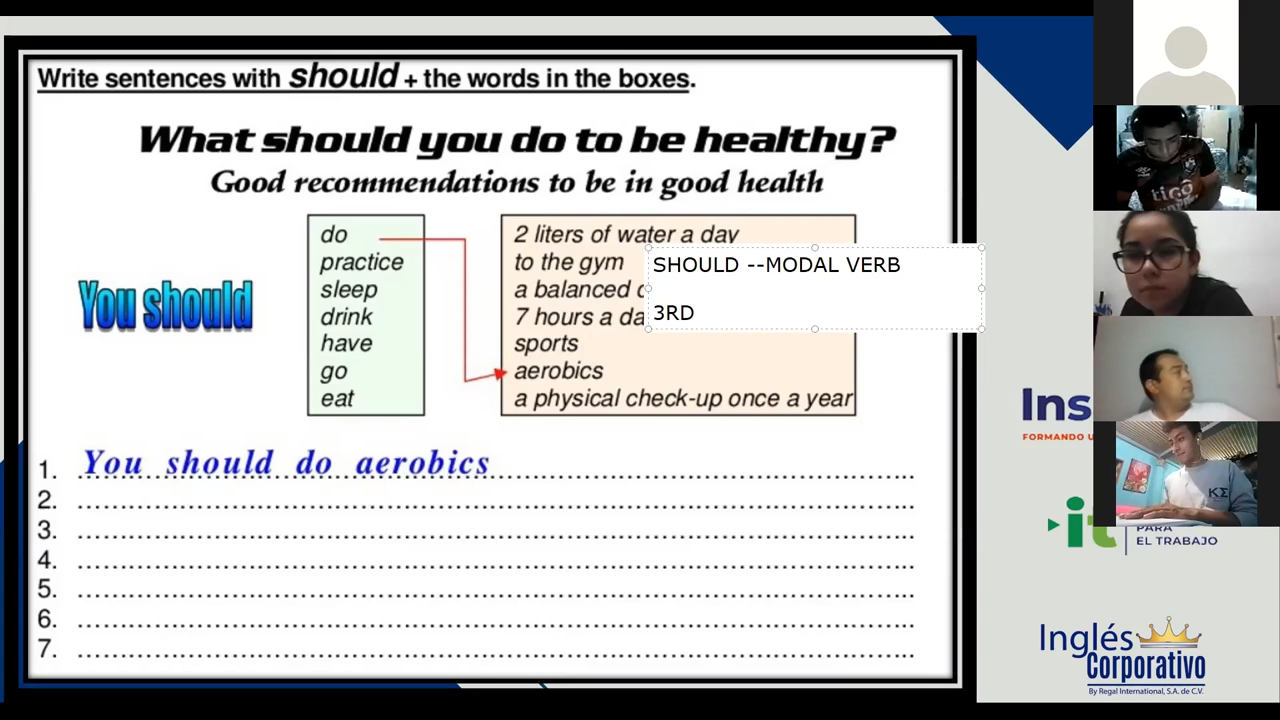 Write sentences with should + the words in the boxes.
What should you do to be healthy?
Good recommendations to be in good health
You should
do
practice
sleep
drink
have
go
eat
2 liters of water a day
to the gym
a balanced
7 hours a
sports
aerobics
a physical check-up once a year
SHOULD --MODAL VERB
3RD
1. You should do aerobics
2.
3.
4.
5.
6.
7.
tigo
ΚΣ
Ins
FORMANDO
it
PARA
EL TRABAJO
Inglés
Corporativo
By Regal International, S.A. de C.V.